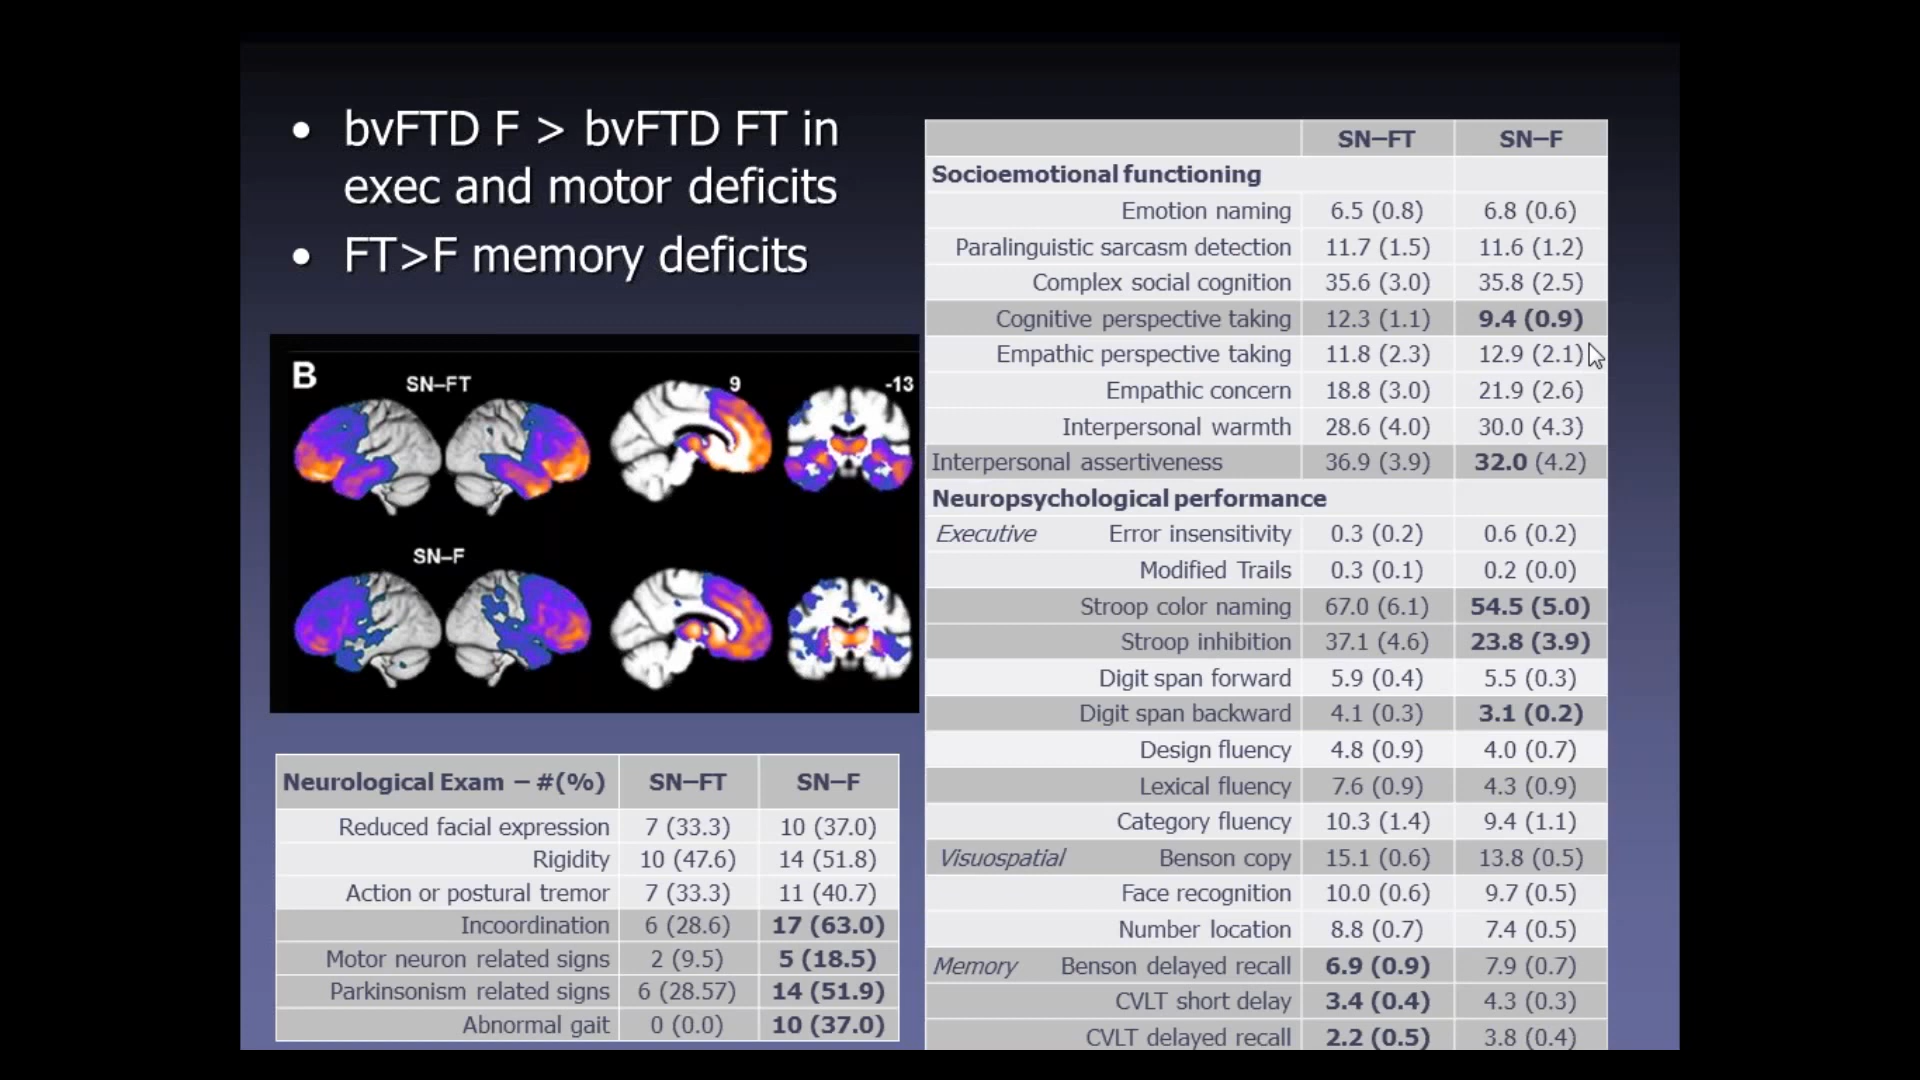 • bvFTD F > bvFTD FT in
exec and motor deficits
• FT>F memory deficits
B
SN–FT
9
-13
SN–F
Neurological Exam – #(%) SN–FT SN–F
Reduced facial expression 7 (33.3) 10 (37.0)
Rigidity 10 (47.6) 14 (51.8)
Action or postural tremor 7 (33.3) 11 (40.7)
Incoordination 6 (28.6) 17 (63.0)
Motor neuron related signs 2 (9.5) 5 (18.5)
Parkinsonism related signs 6 (28.57) 14 (51.9)
Abnormal gait 0 (0.0) 10 (37.0)
SN–FT SN–F
Socioemotional functioning
Emotion naming 6.5 (0.8) 6.8 (0.6)
Paralinguistic sarcasm detection 11.7 (1.5) 11.6 (1.2)
Complex social cognition 35.6 (3.0) 35.8 (2.5)
Cognitive perspective taking 12.3 (1.1) 9.4 (0.9)
Empathic perspective taking 11.8 (2.3) 12.9 (2.1)
Empathic concern 18.8 (3.0) 21.9 (2.6)
Interpersonal warmth 28.6 (4.0) 30.0 (4.3)
Interpersonal assertiveness 36.9 (3.9) 32.0 (4.2)
Neuropsychological performance
Executive Error insensitivity 0.3 (0.2) 0.6 (0.2)
Modified Trails 0.3 (0.1) 0.2 (0.0)
Stroop color naming 67.0 (6.1) 54.5 (5.0)
Stroop inhibition 37.1 (4.6) 23.8 (3.9)
Digit span forward 5.9 (0.4) 5.5 (0.3)
Digit span backward 4.1 (0.3) 3.1 (0.2)
Design fluency 4.8 (0.9) 4.0 (0.7)
Lexical fluency 7.6 (0.9) 4.3 (0.9)
Category fluency 10.3 (1.4) 9.4 (1.1)
Visuospatial Benson copy 15.1 (0.6) 13.8 (0.5)
Face recognition 10.0 (0.6) 9.7 (0.5)
Number location 8.8 (0.7) 7.4 (0.5)
Memory Benson delayed recall 6.9 (0.9) 7.9 (0.7)
CVLT short delay 3.4 (0.4) 4.3 (0.3)
CVLT delayed recall 2.2 (0.5) 3.8 (0.4)